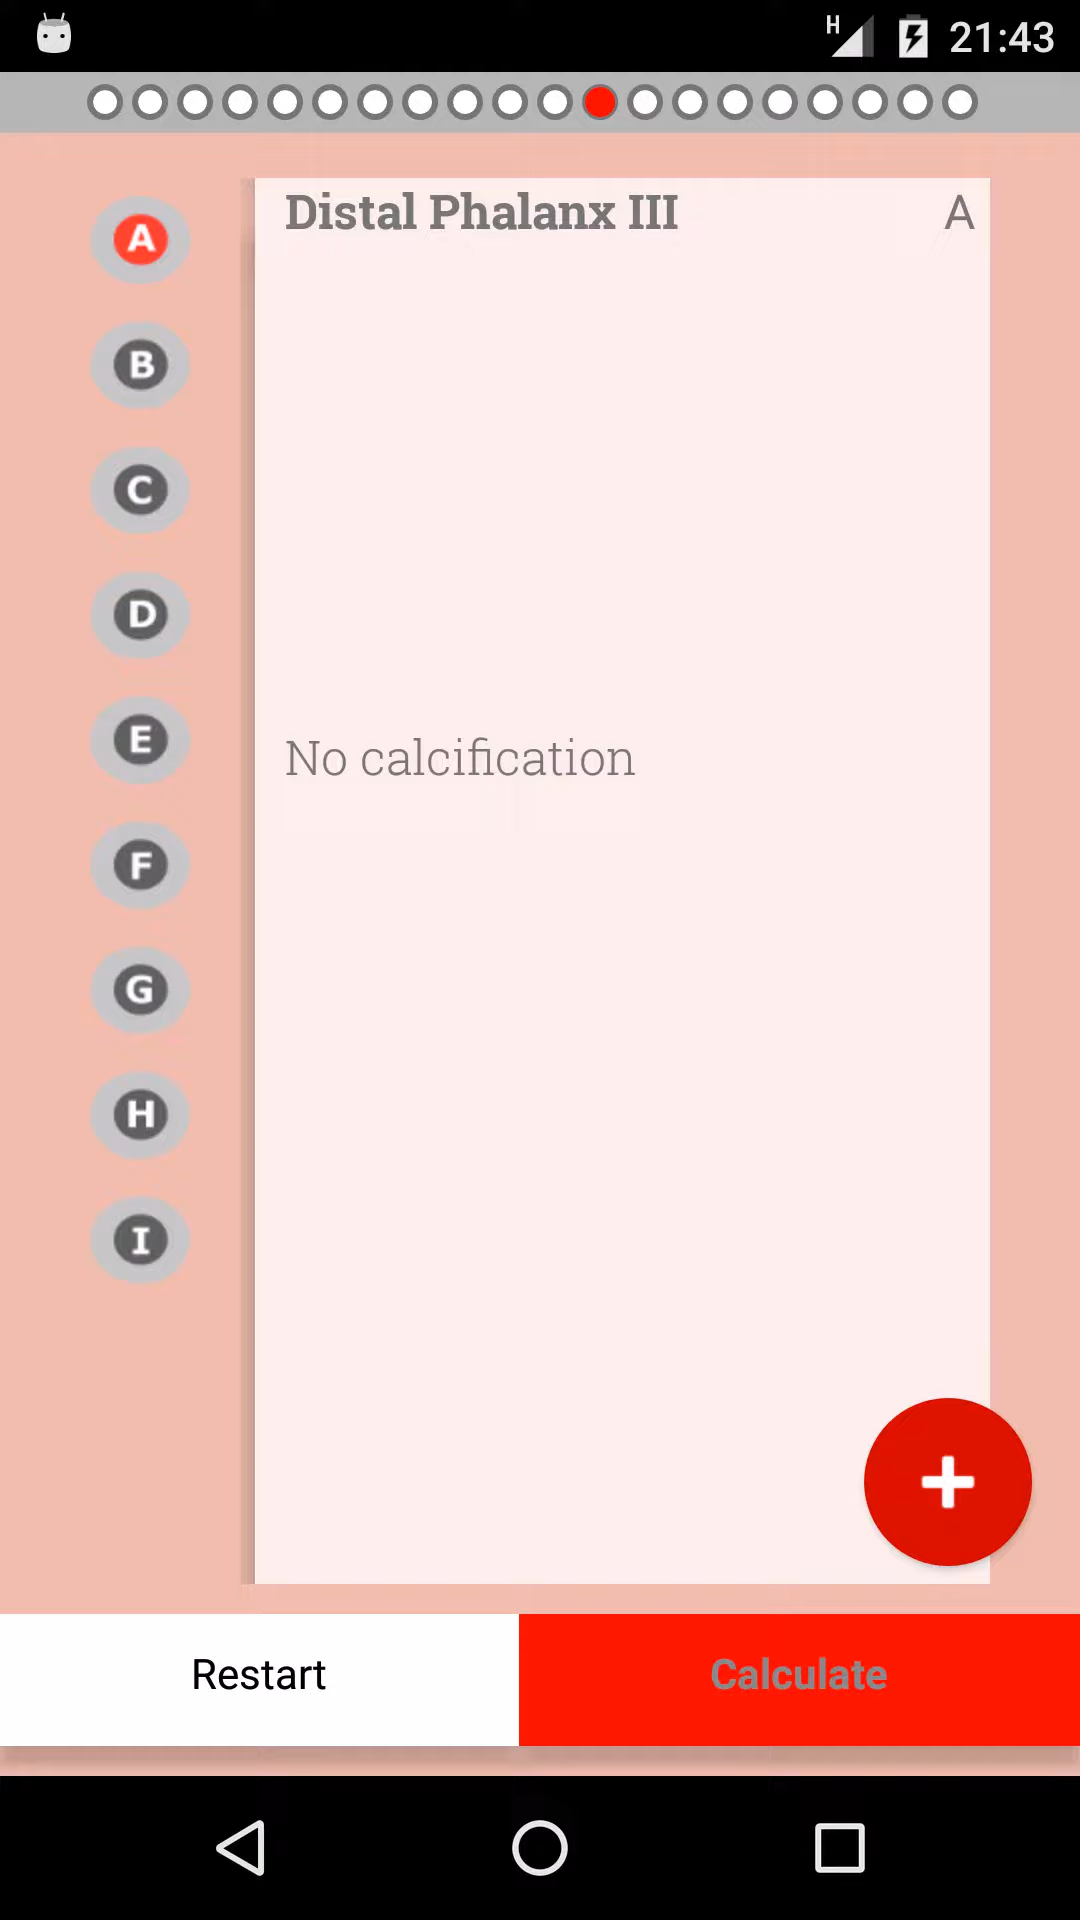 H 21:43
Distal Phalanx III A
A
B
C
D
E
F
G
H
I
No calcification
Restart Calculate